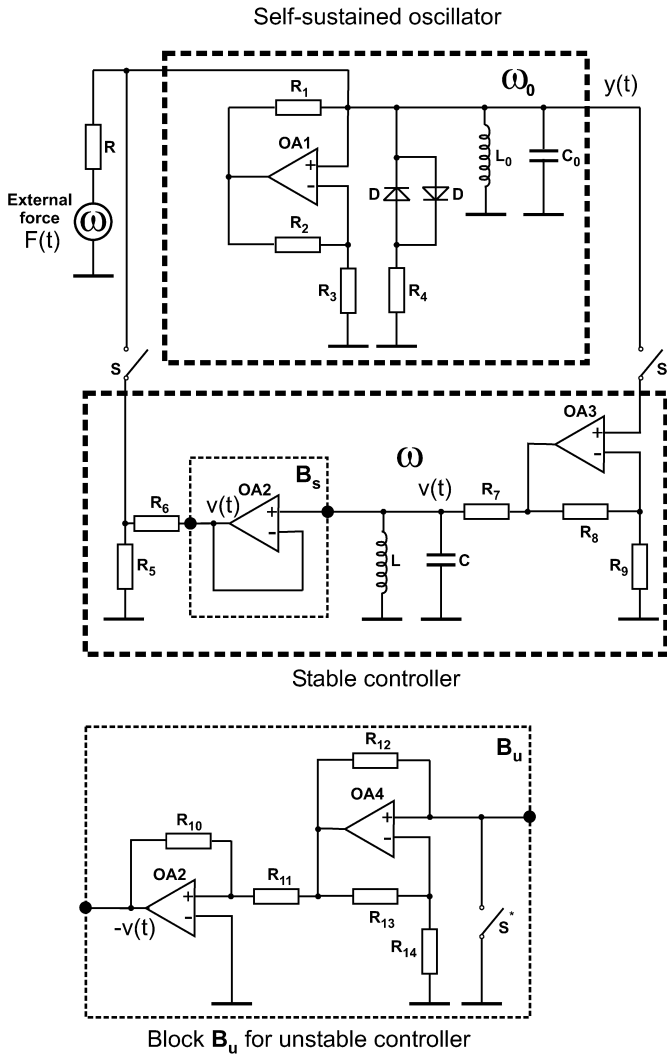 Self-sustained oscillator
ω₀
y(t)
R₁
OA1
+
-
R₂
R₃
D
D
R₄
L₀
C₀
R
External
force
F(t)
ω
S
S
OA3
+
-
ω
Bₛ
R₆
v(t)
OA2
+
-
v(t)
R₇
R₈
R₅
L
C
R₉
Stable controller
R₁₂
Bᵤ
OA4
+
-
R₁₀
OA2
+
-
R₁₁
R₁₃
S*
-v(t)
R₁₄
Block Bᵤ for unstable controller